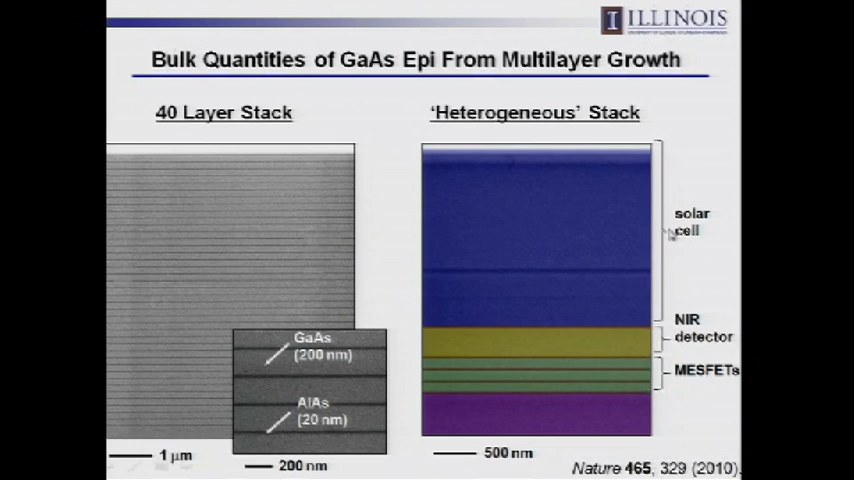 ILLINOIS
Bulk Quantities of GaAs Epi From Multilayer Growth
40 Layer Stack
'Heterogeneous' Stack
solar
cell
NIR
detector
MESFETs
GaAs
(200 nm)
AlAs
(20 nm)
1 μm
200 nm
500 nm
Nature 465, 329 (2010).